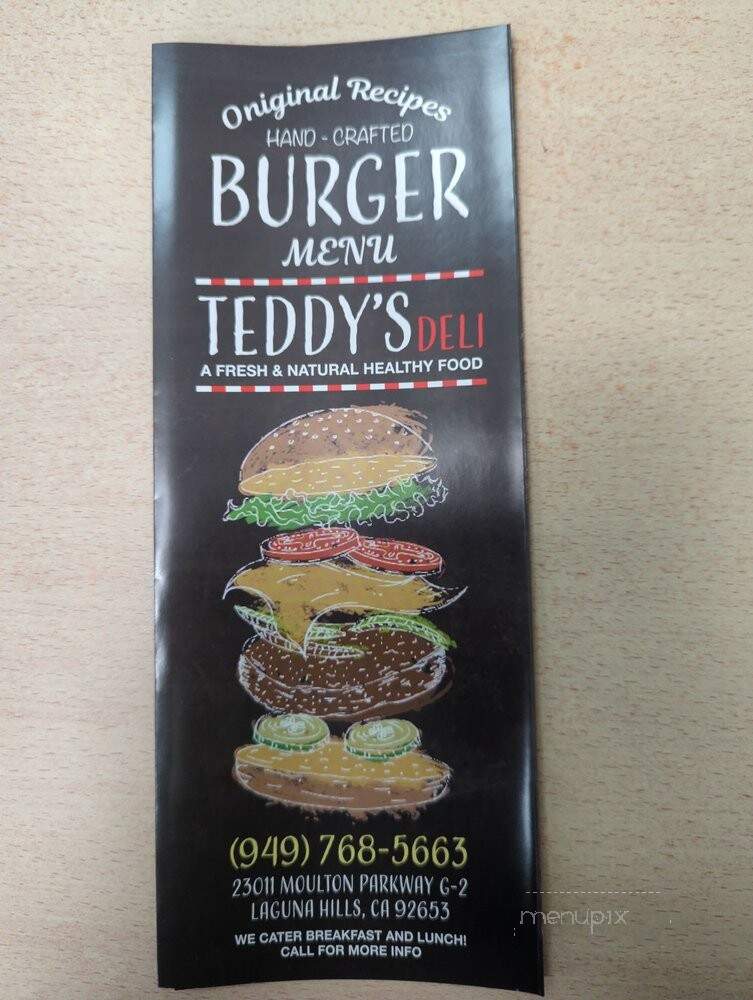 Oniginal Recipes
HAND - CRAFTED
BURGER
MENU
TEDDY'S DELI
A FRESH & NATURAL HEALTHY FOOD
(949) 768-5663
23011 MOULTON PARKWAY G-2
LAGUNA HILLS, CA 92653
WE CATER BREAKFAST AND LUNCH!
CALL FOR MORE INFO
menupix